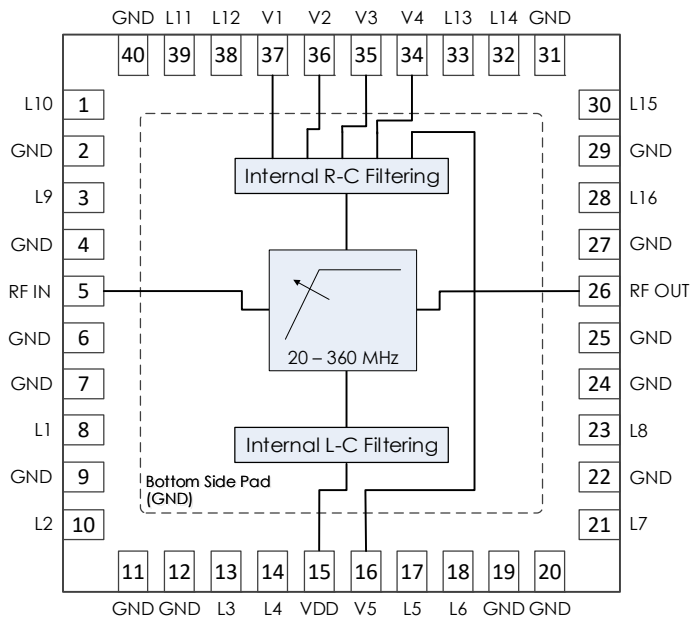 GND L11 L12 V1 V2 V3 V4 L13 L14 GND
40 39 38 37 36 35 34 33 32 31
L10 1 30 L15
GND 2 29 GND
Internal R-C Filtering
L9 3 28 L16
GND 4 27 GND
RF IN 5 26 RF OUT
GND 6 25 GND
20 – 360 MHz
GND 7 24 GND
L1 8 23 L8
Internal L-C Filtering
GND 9 22 GND
Bottom Side Pad
(GND)
L2 10 21 L7
11 12 13 14 15 16 17 18 19 20
GND GND L3 L4 VDD V5 L5 L6 GND GND